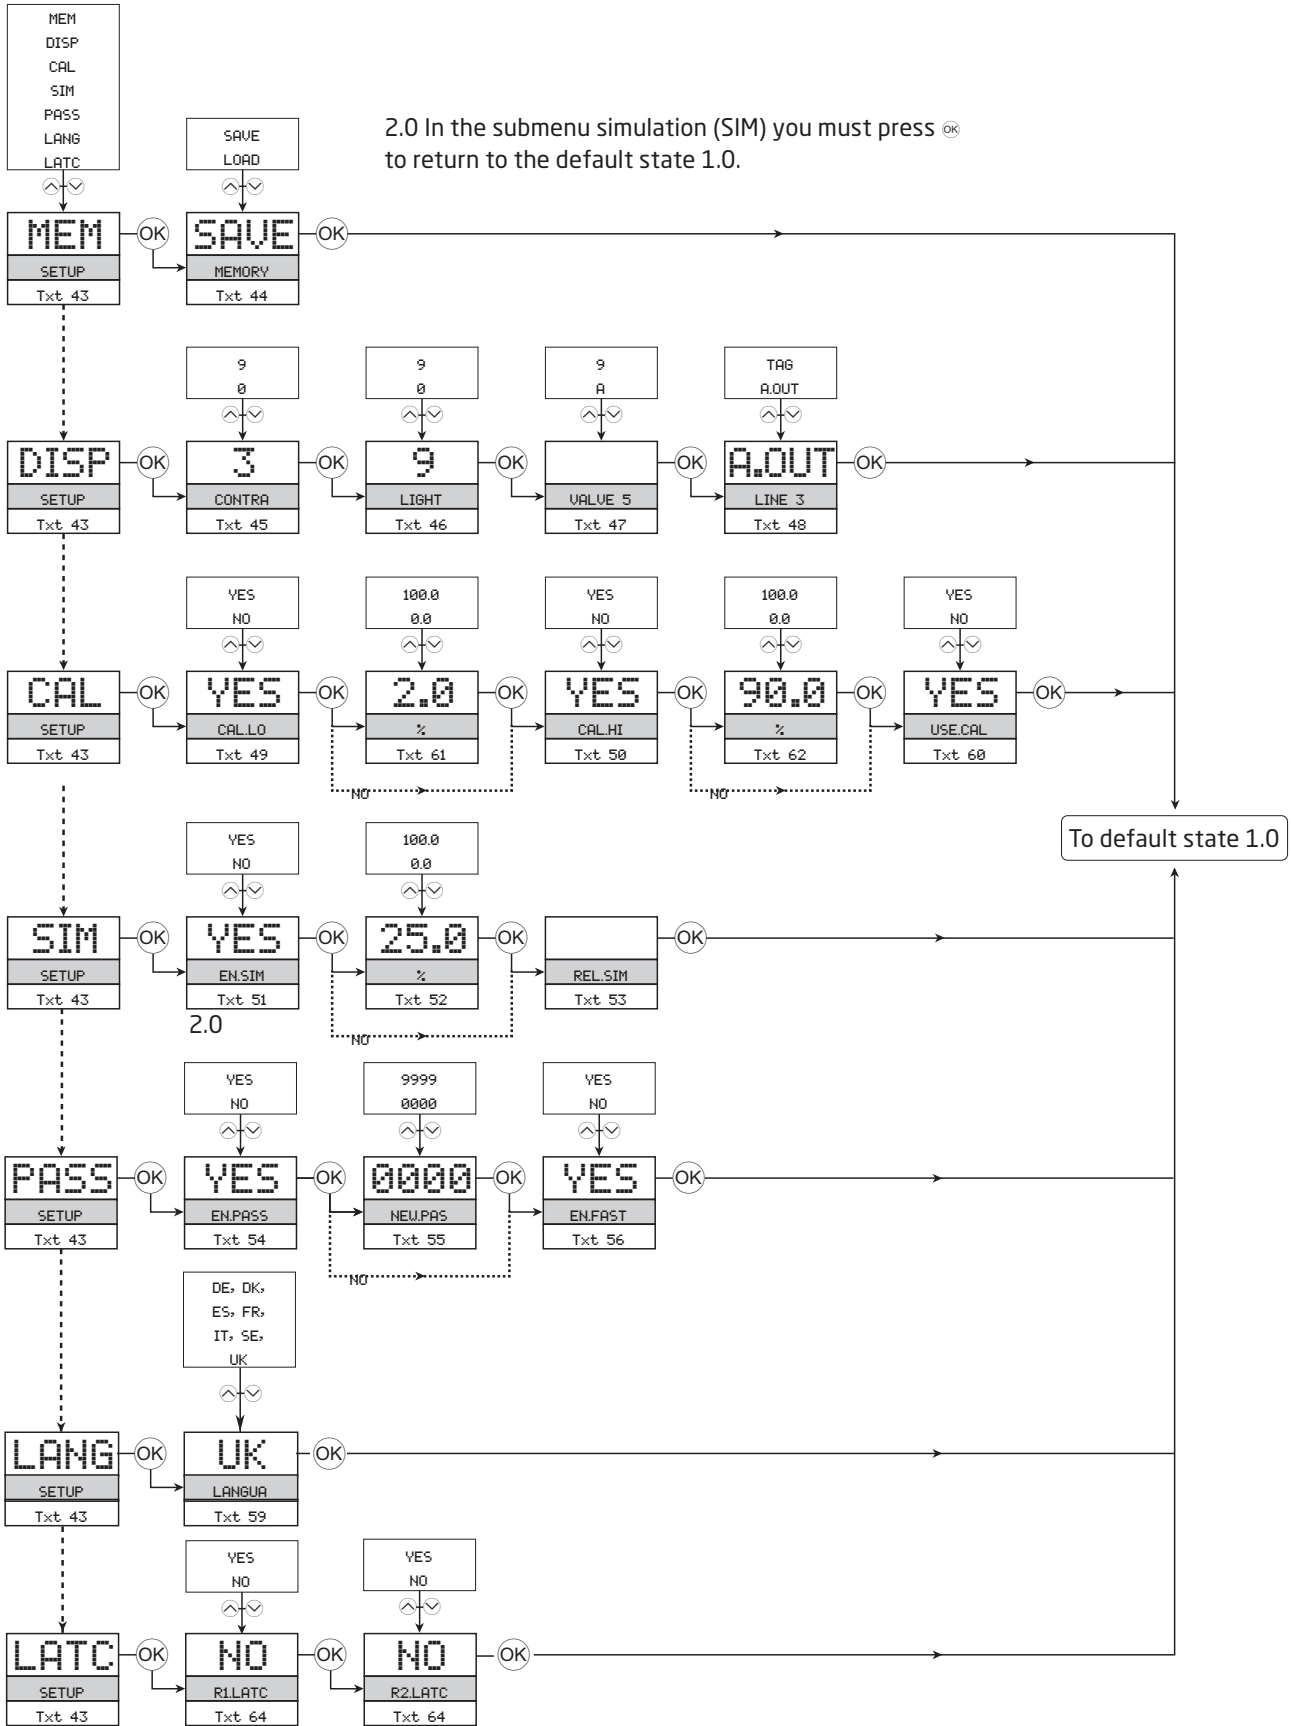 MEM
DISP
CAL
SIM
PASS
LANG
LATC
2.0 In the submenu simulation (SIM) you must press OK
to return to the default state 1.0.
SAVE
LOAD
MEM OK SAVE OK
SETUP MEMORY
Txt 43 Txt 44
9 9 9 TAG
0 0 A A.OUT
DISP OK 3 OK 9 OK OK A.OUT OK
SETUP CONTRA LIGHT VALVE 5 LINE 3
Txt 43 Txt 45 Txt 46 Txt 47 Txt 48
YES 100.0 YES 100.0 YES
NO 0.0 NO 0.0 NO
CAL OK YES OK 2.0 OK YES OK 90.0 OK YES OK
SETUP CAL.LO % CAL.HI % USE.CAL
Txt 43 Txt 49 Txt 61 Txt 50 Txt 62 Txt 60
NO NO
To default state 1.0
YES 100.0
NO 0.0
SIM OK YES OK 25.0 OK OK
SETUP EN.SIM % REL.SIM
Txt 43 Txt 51 Txt 52 Txt 53
2.0
NO
YES 9999 YES
NO 0000 NO
PASS OK YES OK 0000 OK YES OK
SETUP EN.PASS NEW.PAS EN.FAST
Txt 43 Txt 54 Txt 55 Txt 56
NO
DE, DK,
ES, FR,
IT, SE,
UK
LANG OK UK OK
SETUP LANGUA
Txt 43 Txt 59
YES YES
NO NO
LATC OK NO OK NO OK
SETUP R1.LATC R2.LATC
Txt 43 Txt 64 Txt 64